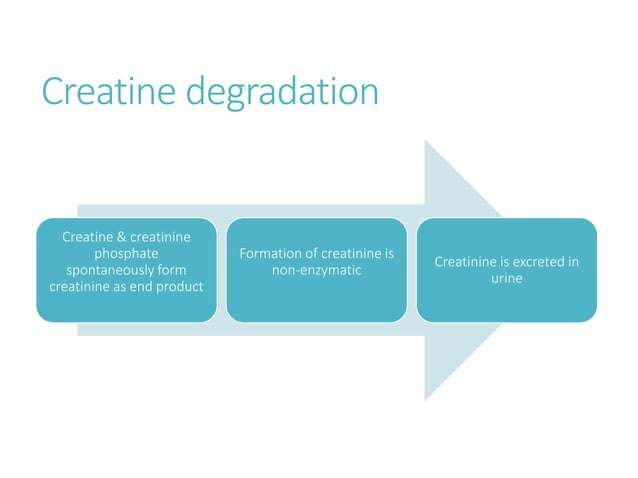 Creatine degradation
Creatine & creatinine
phosphate
spontaneously form
creatinine as end product
Formation of creatinine is
non-enzymatic
Creatinine is excreted in
urine